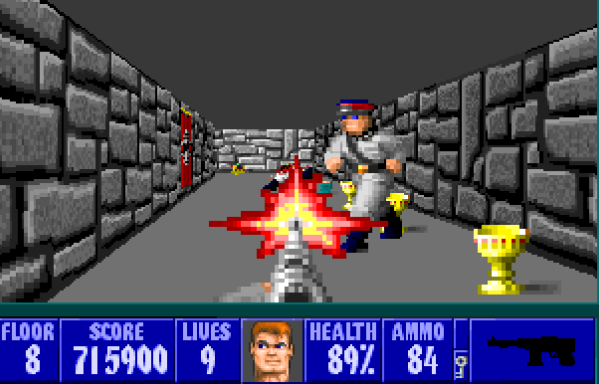 FLOOR SCORE LIVES HEALTH AMMO
8 715900 9 89% 84